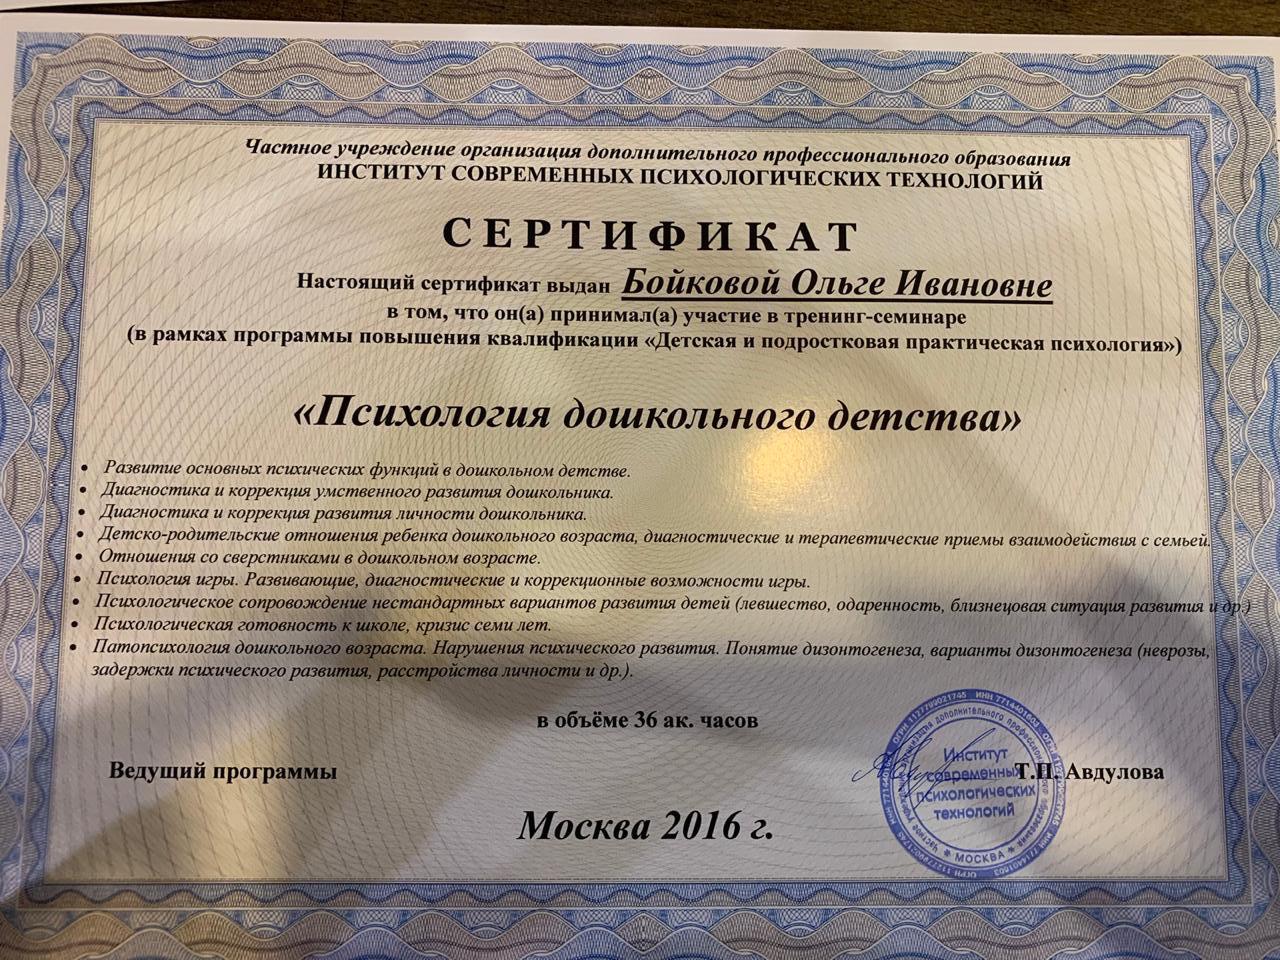 Частное учреждение организация дополнительного профессионального образования
ИНСТИТУТ СОВРЕМЕННЫХ ПСИХОЛОГИЧЕСКИХ ТЕХНОЛОГИЙ
СЕРТИФИКАТ
Настоящий сертификат выдан Бойковой Ольге Ивановне
в том, что он(а) принимал(а) участие в тренинг-семинаре
(в рамках программы повышения квалификации «Детская и подростковая практическая психология»)
«Психология дошкольного детства»
• Развитие основных психических функций в дошкольном детстве.
• Диагностика и коррекция умственного развития дошкольника.
• Диагностика и коррекция развития личности дошкольника.
• Детско-родительские отношения ребенка дошкольного возраста, диагностические и терапевтические приемы взаимодействия с семьей.
• Отношения со сверстниками в дошкольном возрасте.
• Психология игры. Развивающие, диагностические и коррекционные возможности игры.
• Психологическое сопровождение нестандартных вариантов развития детей (левшество, одаренность, близнецовая ситуация развития и др.)
• Психологическая готовность к школе, кризис семи лет.
• Патопсихология дошкольного возраста. Нарушения психического развития. Понятие дизонтогенеза, варианты дизонтогенеза (неврозы,
задержки психического развития, расстройства личности и др.).
в объёме 36 ак. часов
Ведущий программы
Т.П. Авдулова
Институт
современных
психологических
технологий
МОСКВА
Москва 2016 г.